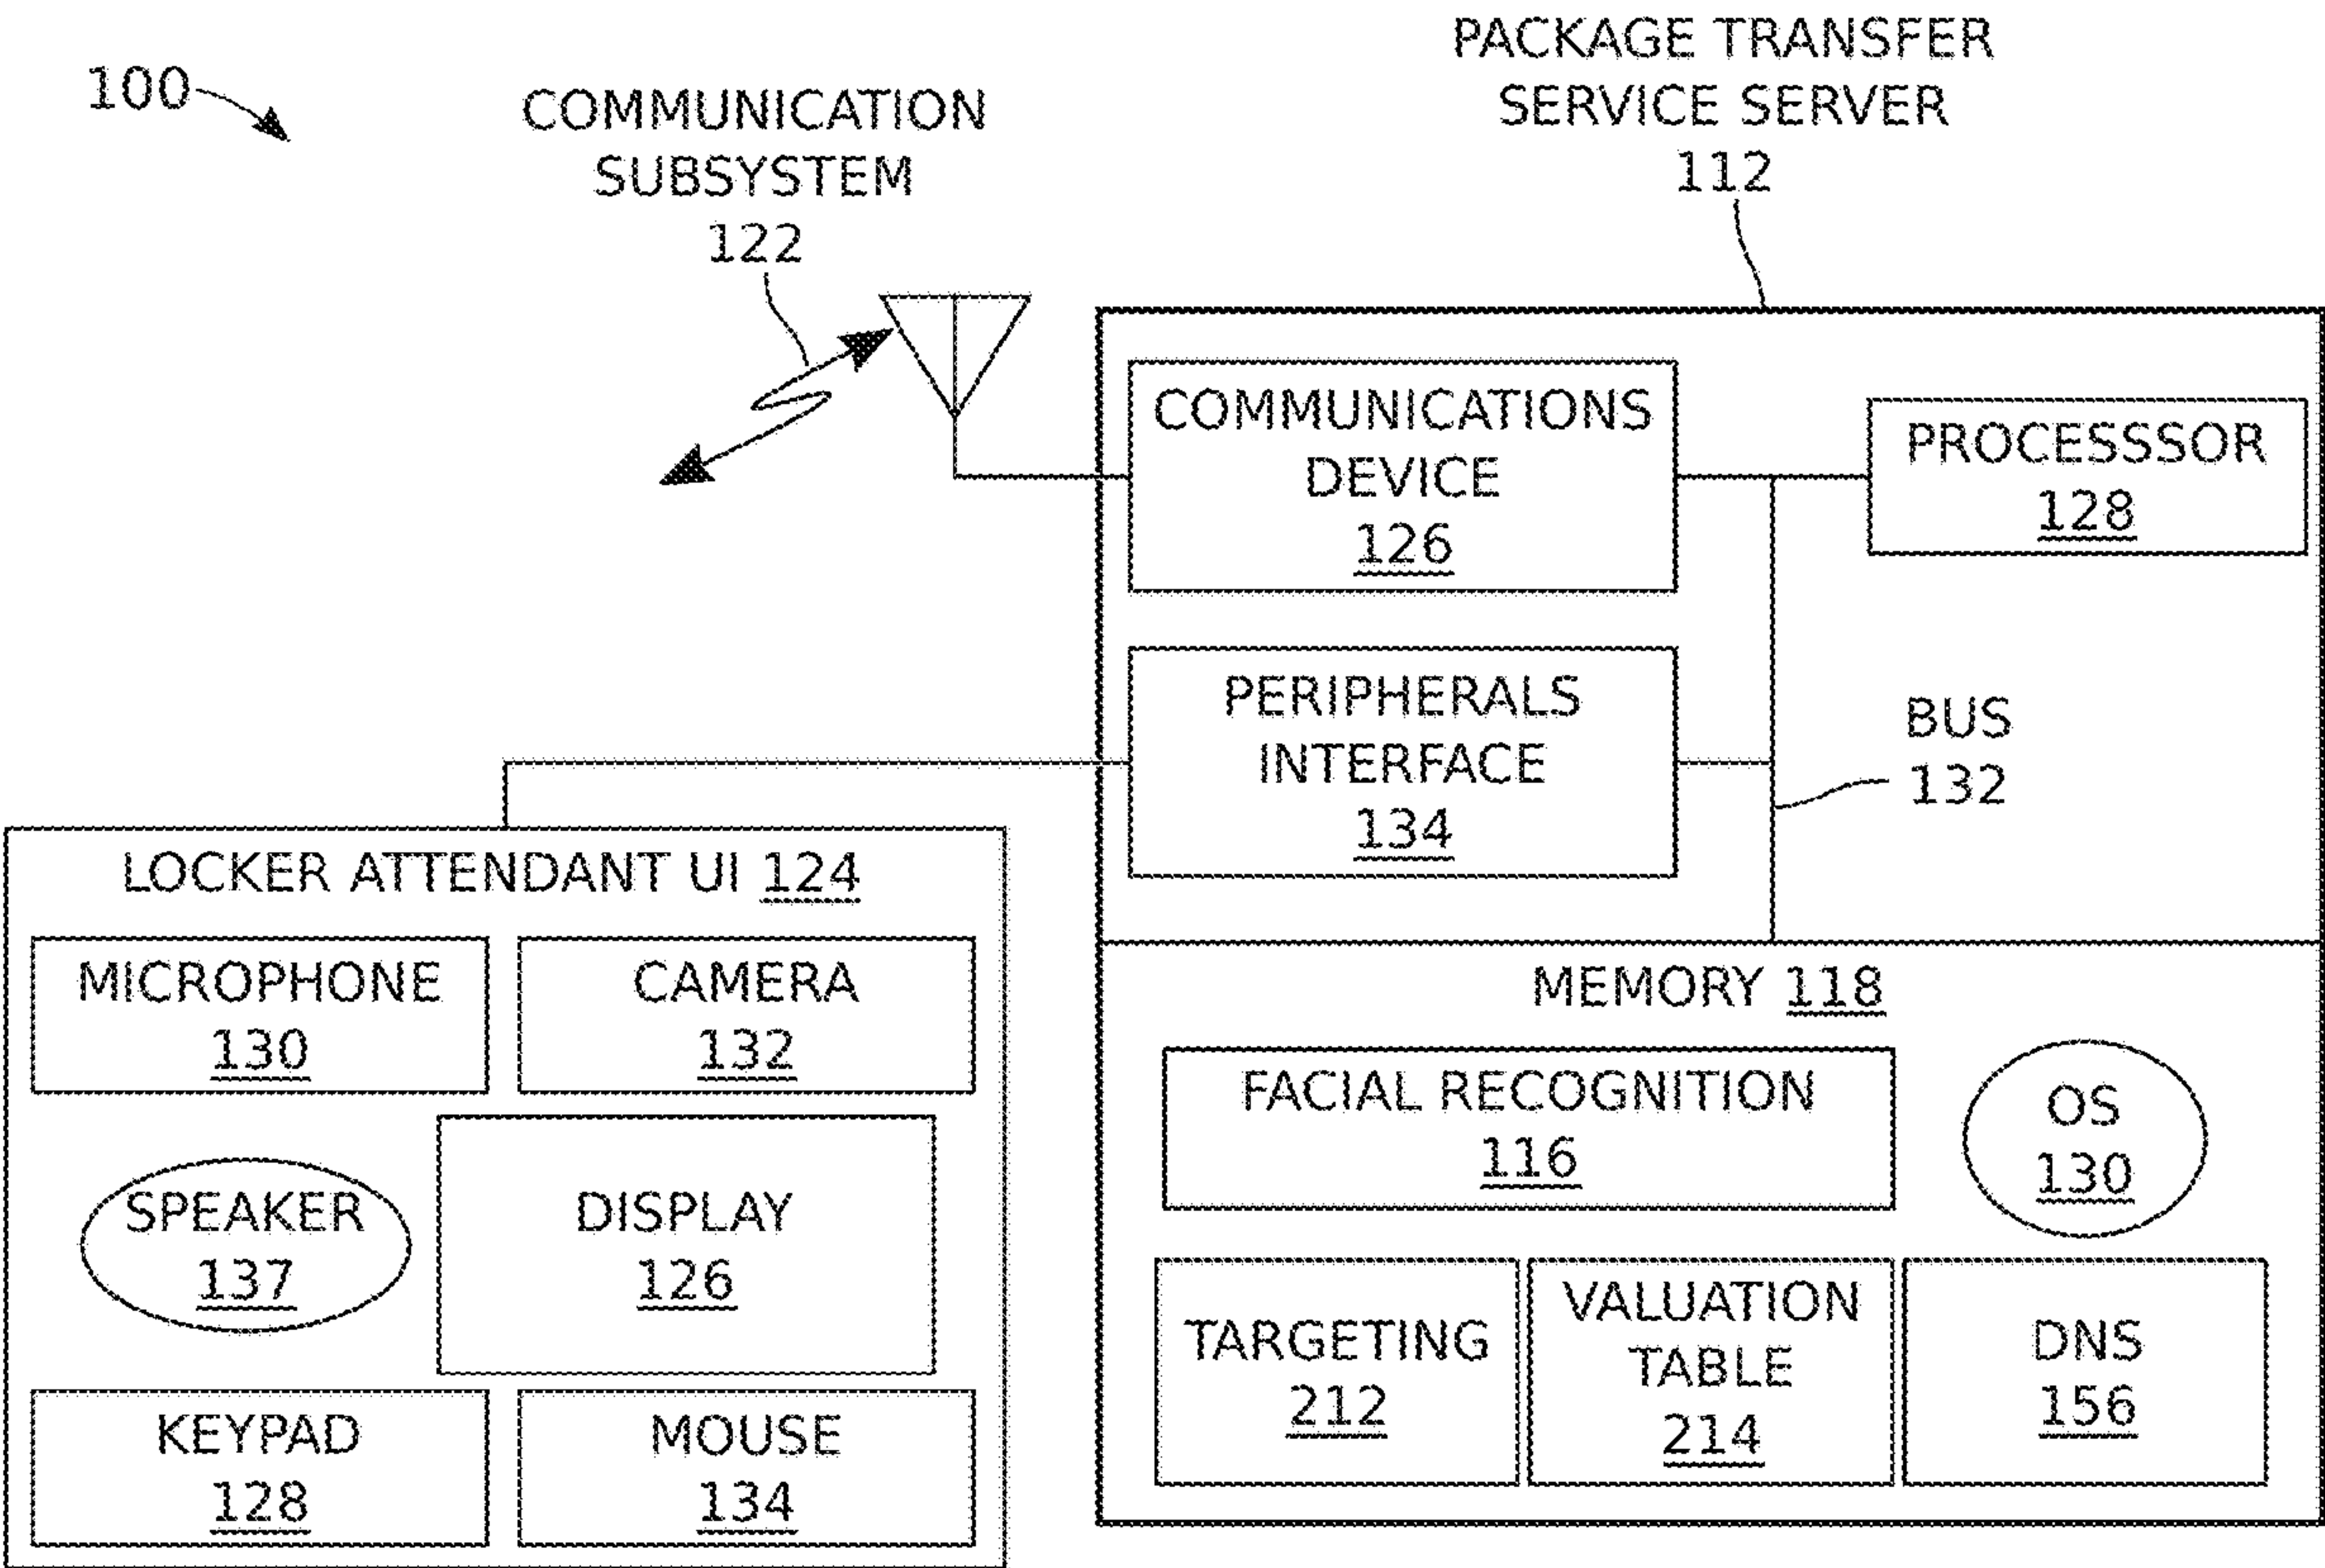 100
COMMUNICATION
SUBSYSTEM
122
PACKAGE TRANSFER
SERVICE SERVER
112
COMMUNICATIONS
DEVICE
126
PROCESSSOR
128
PERIPHERALS
INTERFACE
134
BUS
132
LOCKER ATTENDANT UI 124
MICROPHONE
130
CAMERA
132
SPEAKER
137
DISPLAY
126
KEYPAD
128
MOUSE
134
MEMORY 118
FACIAL RECOGNITION
116
OS
130
TARGETING
212
VALUATION
TABLE
214
DNS
156